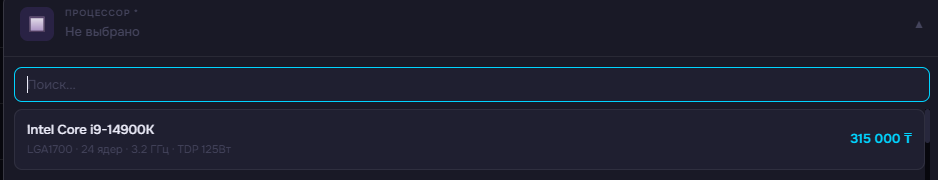 ПРОЦЕССОР *
Не выбрано
Поиск...
Intel Core i9-14900K
315 000 ₸
LGA1700 · 24 ядер · 3.2 ГГц · TDP 125Вт